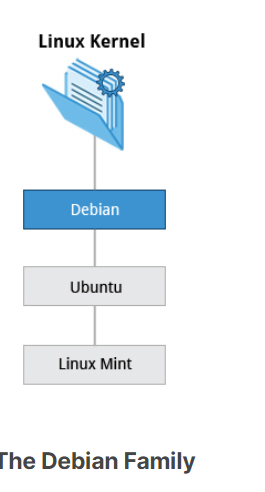 Linux Kernel
Debian
Ubuntu
Linux Mint
The Debian Family